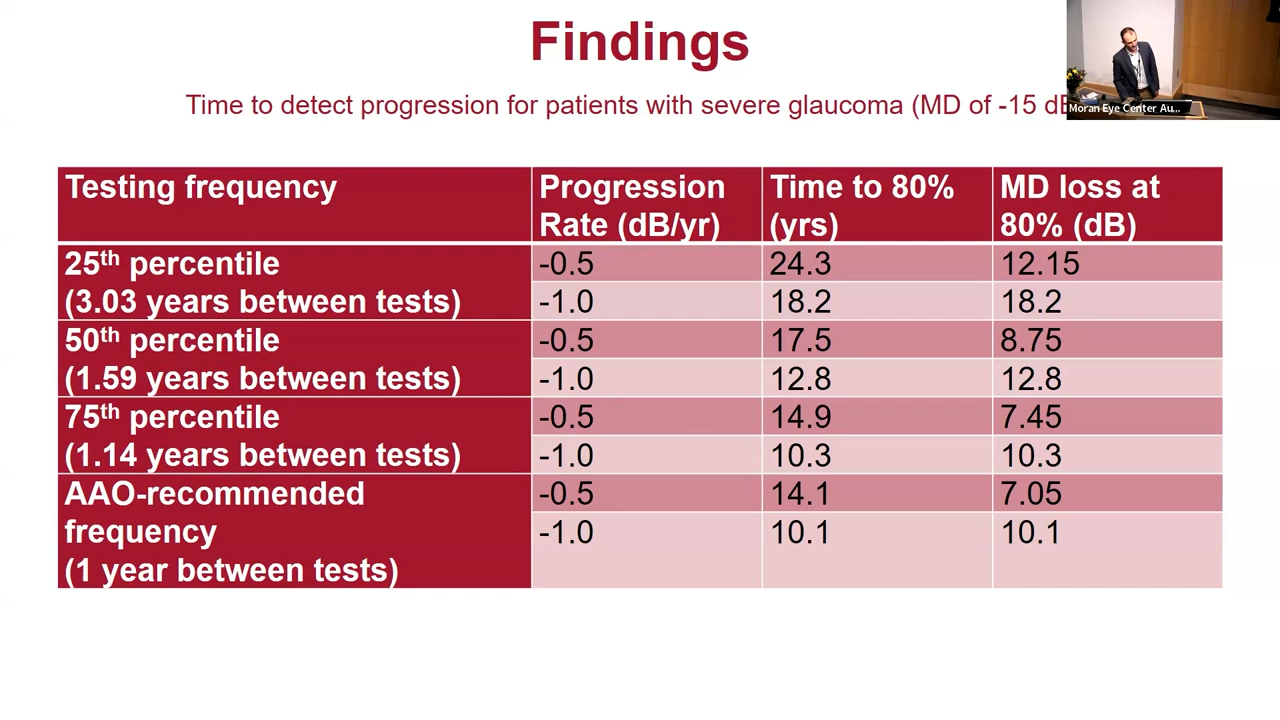 Findings
Time to detect progression for patients with severe glaucoma (MD of -15 dB
Moran Eye Center Au...
Testing frequency Progression Rate (dB/yr) Time to 80% (yrs) MD loss at 80% (dB)
25th percentile (3.03 years between tests) -0.5 24.3 12.15
-1.0 18.2 18.2
50th percentile (1.59 years between tests) -0.5 17.5 8.75
-1.0 12.8 12.8
75th percentile (1.14 years between tests) -0.5 14.9 7.45
-1.0 10.3 10.3
AAO-recommended frequency (1 year between tests) -0.5 14.1 7.05
-1.0 10.1 10.1